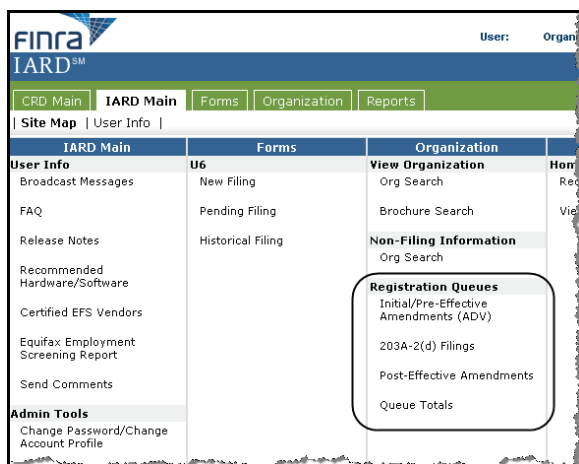 FINra
User: Organi
IARD℠
CRD Main IARD Main Forms Organization Reports
| Site Map | User Info |
IARD Main
User Info
Broadcast Messages
FAQ
Release Notes
Recommended
Hardware/Software
Certified EFS Vendors
Equifax Employment
Screening Report
Send Comments
Admin Tools
Change Password/Change
Account Profile
Forms
U6
New Filing
Pending Filing
Historical Filing
Organization
View Organization
Org Search
Brochure Search
Non-Filing Information
Org Search
Registration Queues
Initial/Pre-Effective
Amendments (ADV)
203A-2(d) Filings
Post-Effective Amendments
Queue Totals